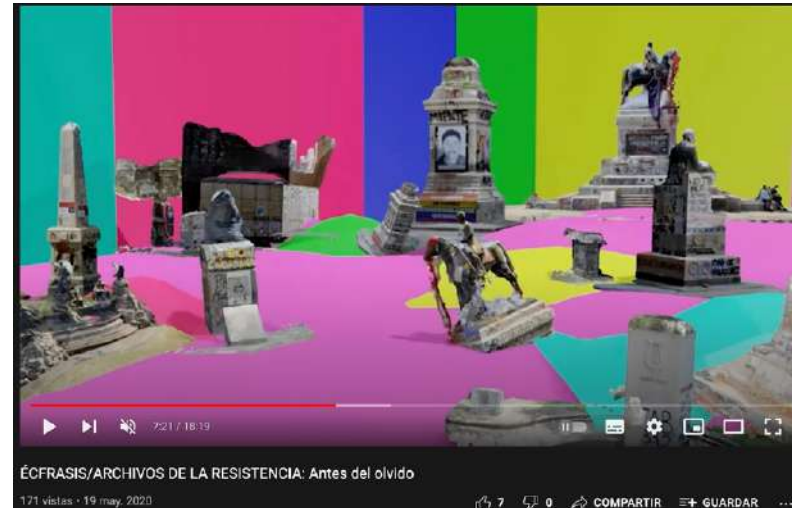 7:21 / 18:19
ÉCFRASIS/ARCHIVOS DE LA RESISTENCIA: Antes del olvido
171 vistas • 19 may. 2020
7 0 COMPARTIR GUARDAR ...